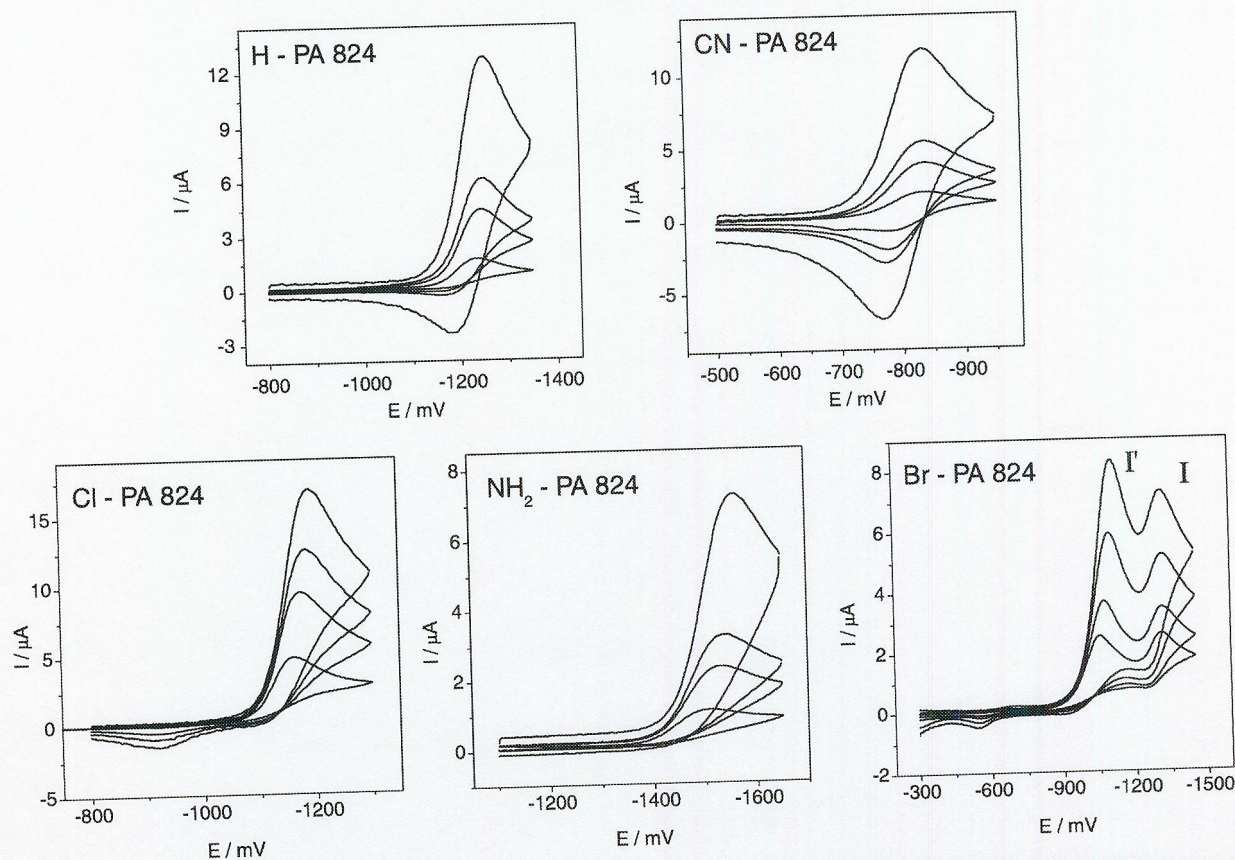 H - PA 824
12
9
6
3
0
-3
I / µA
-800 -1000 -1200 -1400
E / mV
CN - PA 824
10
5
0
-5
I / µA
-500 -600 -700 -800 -900
E / mV
Cl - PA 824
15
10
5
0
-5
I / µA
-800 -1000 -1200
E / mV
NH₂ - PA 824
8
6
4
2
0
I / µA
-1200 -1400 -1600
E / mV
Br - PA 824
I' I
8
6
4
2
0
-2
I / µA
-300 -600 -900 -1200 -1500
E / mV